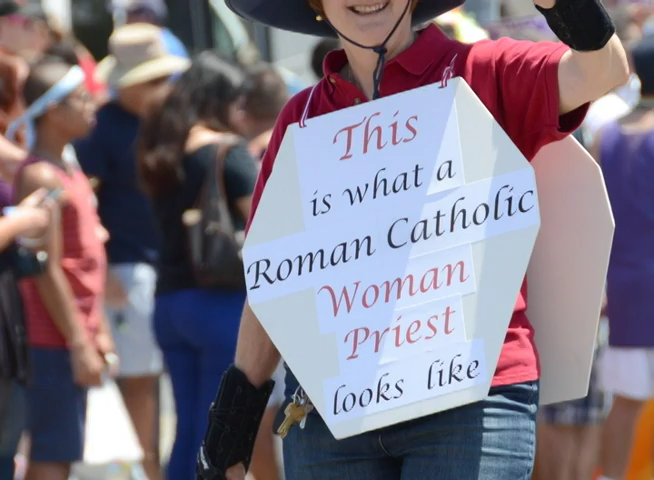 This
is what a
Roman Catholic
Woman
Priest
looks like